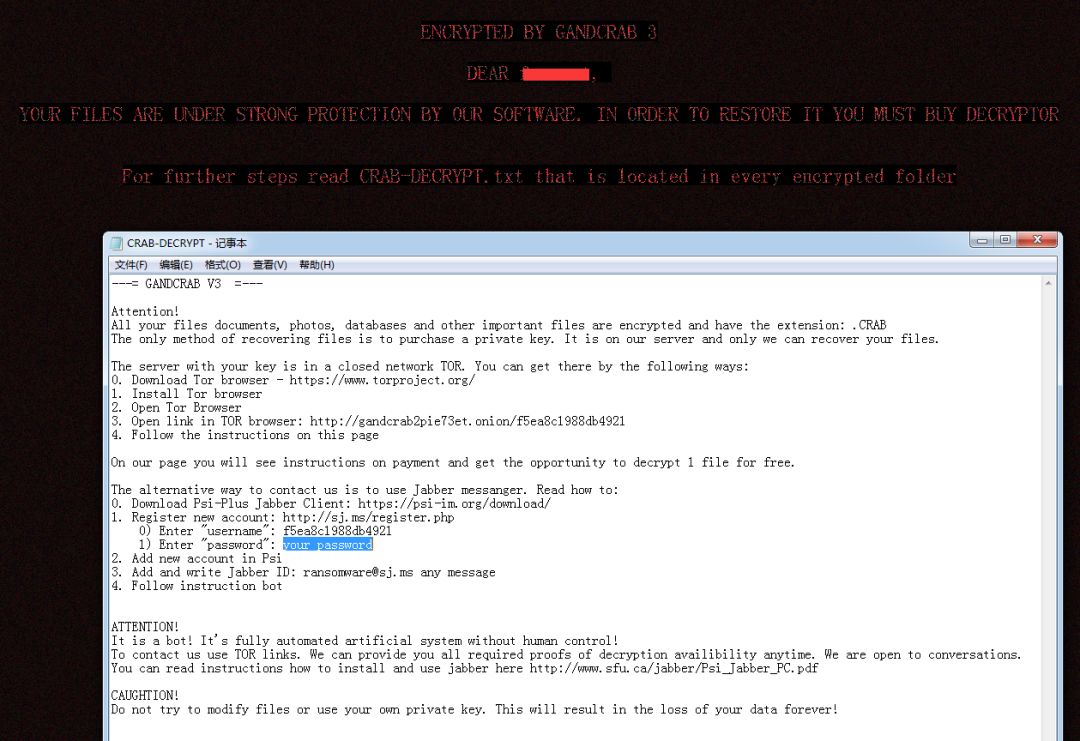 ENCRYPTED BY GANDCRAB 3
DEAR
YOUR FILES ARE UNDER STRONG PROTECTION BY OUR SOFTWARE. IN ORDER TO RESTORE IT YOU MUST BUY DECRYPTOR
For further steps read CRAB-DECRYPT.txt that is located in every encrypted folder
CRAB-DECRYPT - 记事本
文件(F) 编辑(E) 格式(O) 查看(V) 帮助(H)
---= GANDCRAB V3 =---
Attention!
All your files documents, photos, databases and other important files are encrypted and have the extension: .CRAB
The only method of recovering files is to purchase a private key. It is on our server and only we can recover your files.
The server with your key is in a closed network TOR. You can get there by the following ways:
0. Download Tor browser - https://www.torproject.org/
1. Install Tor browser
2. Open Tor Browser
3. Open link in TOR browser: http://gandcrab2pie73et.onion/f5ea8c1988db4921
4. Follow the instructions on this page
On our page you will see instructions on payment and get the opportunity to decrypt 1 file for free.
The alternative way to contact us is to use Jabber messanger. Read how to:
0. Download Psi-Plus Jabber Client: https://psi-im.org/download/
1. Register new account: http://sj.ms/register.php
0) Enter "username": f5ea8c1988db4921
1) Enter "password": your password
2. Add new account in Psi
3. Add and write Jabber ID: ransomware@sj.ms any message
4. Follow instruction bot
ATTENTION!
It is a bot! It's fully automated artificial system without human control!
To contact us use TOR links. We can provide you all required proofs of decryption availibility anytime. We are open to conversations.
You can read instructions how to install and use jabber here http://www.sfu.ca/jabber/Psi_Jabber_PC.pdf
CAUGHTION!
Do not try to modify files or use your own private key. This will result in the loss of your data forever!